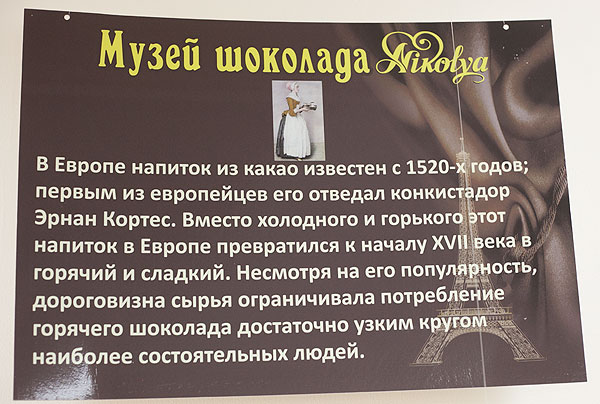 Музей шоколада Nikolya
В Европе напиток из какао известен с 1520-х годов;
первым из европейцев его отведал конкистадор
Эрнан Кортес. Вместо холодного и горького этот
напиток в Европе превратился к началу XVII века в
горячий и сладкий. Несмотря на его популярность,
дороговизна сырья ограничивала потребление
горячего шоколада достаточно узким кругом
наиболее состоятельных людей.